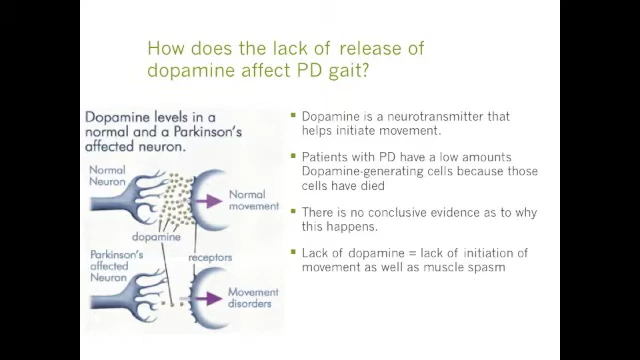 How does the lack of release of
dopamine affect PD gait?
Dopamine levels in a
normal and a Parkinson's
affected neuron.
Normal
Neuron
Normal
movement
dopamine
receptors
Parkinson's
affected
Neuron
Movement
disorders
Dopamine is a neurotransmitter that
helps initiate movement.
Patients with PD have a low amounts
Dopamine-generating cells because those
cells have died
There is no conclusive evidence as to why
this happens.
Lack of dopamine = lack of initiation of
movement as well as muscle spasm